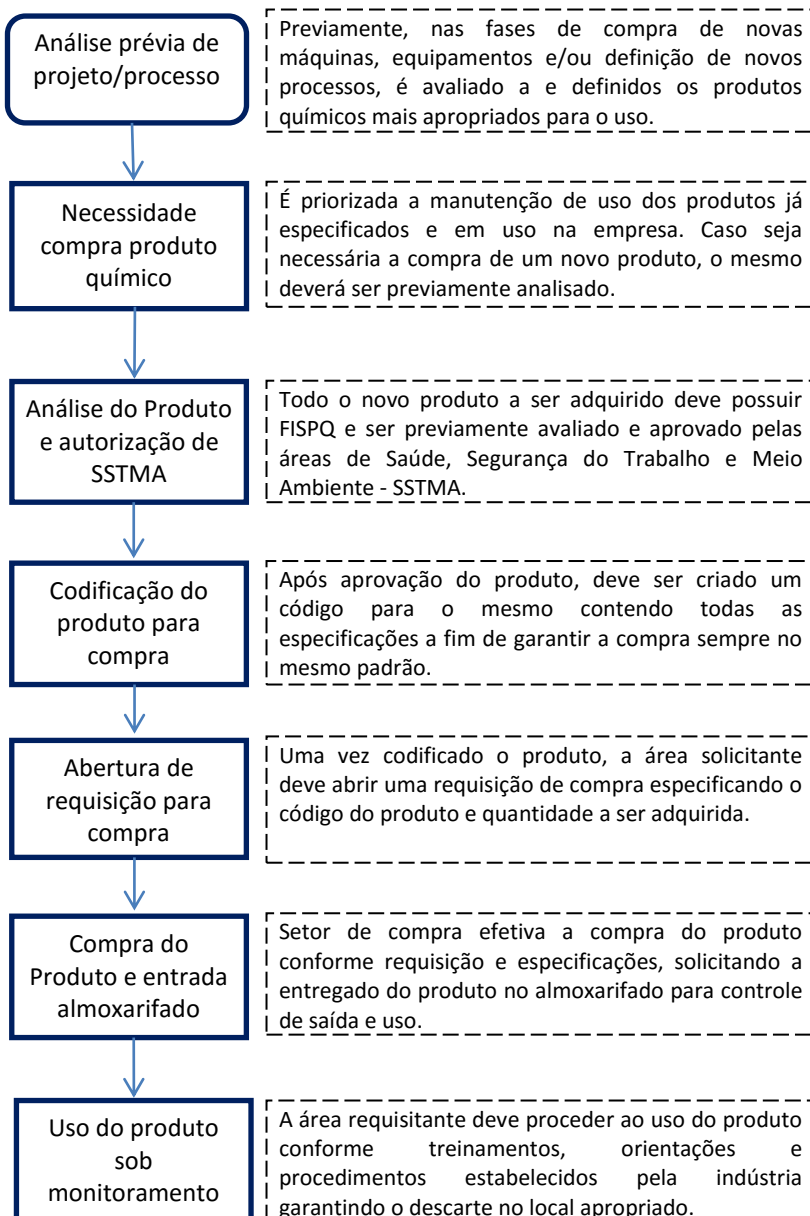 Análise prévia de
projeto/processo
Previamente, nas fases de compra de novas
máquinas, equipamentos e/ou definição de novos
processos, é avaliado a e definidos os produtos
químicos mais apropriados para o uso.
Necessidade
compra produto
químico
É priorizada a manutenção de uso dos produtos já
especificados e em uso na empresa. Caso seja
necessária a compra de um novo produto, o mesmo
deverá ser previamente analisado.
Análise do Produto
e autorização de
SSTMA
Todo o novo produto a ser adquirido deve possuir
FISPQ e ser previamente avaliado e aprovado pelas
áreas de Saúde, Segurança do Trabalho e Meio
Ambiente - SSTMA.
Codificação do
produto para
compra
Após aprovação do produto, deve ser criado um
código para o mesmo contendo todas as
especificações a fim de garantir a compra sempre no
mesmo padrão.
Abertura de
requisição para
compra
Uma vez codificado o produto, a área solicitante
deve abrir uma requisição de compra especificando o
código do produto e quantidade a ser adquirida.
Compra do
Produto e entrada
almoxarifado
Setor de compra efetiva a compra do produto
conforme requisição e especificações, solicitando a
entregado do produto no almoxarifado para controle
de saída e uso.
Uso do produto
sob
monitoramento
A área requisitante deve proceder ao uso do produto
conforme treinamentos, orientações e
procedimentos estabelecidos pela indústria
garantindo o descarte no local apropriado.